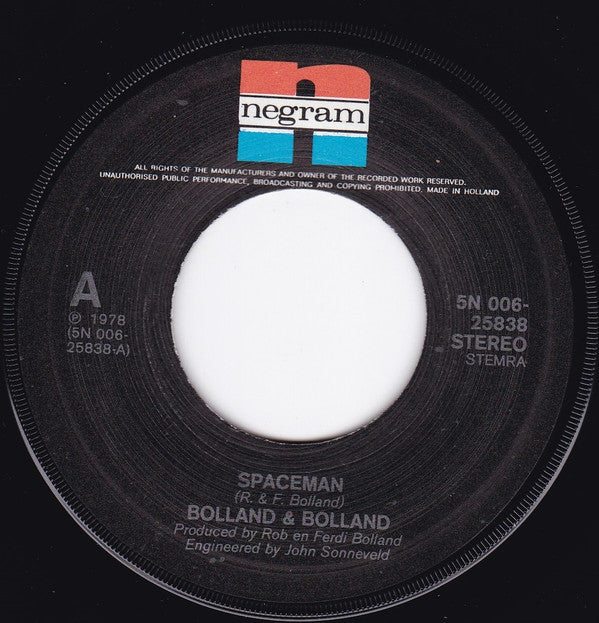 negram
ALL RIGHTS OF THE MANUFACTURERS AND OWNER OF THE RECORDED WORK RESERVED.
UNAUTHORISED PUBLIC PERFORMANCE, BROADCASTING AND COPYING PROHIBITED. MADE IN HOLLAND
A
℗ 1978
(5N 006-
25838-A)
5N 006-
25838
STEREO
STEMRA
SPACEMAN
(R. & F. Bolland)
BOLLAND & BOLLAND
Produced by Rob en Ferdi Bolland
Engineered by John Sonneveld